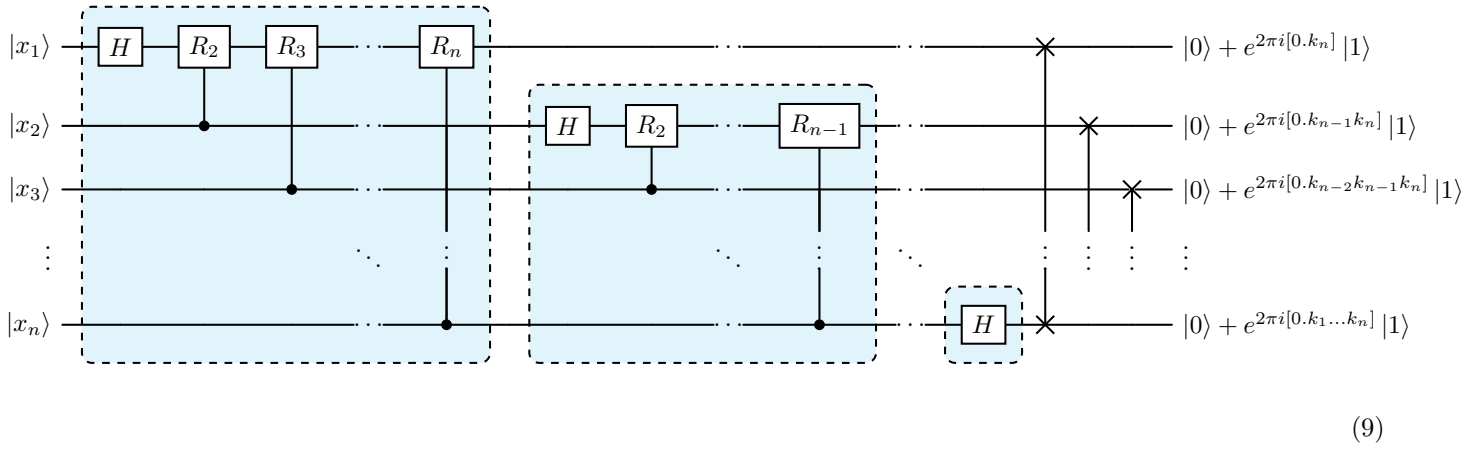 |x₁⟩ H R₂ R₃ ··· Rₙ ··· ··· |0⟩ + e^{2πi[0.kₙ]} |1⟩
|x₂⟩ ··· H R₂ ··· Rₙ₋₁ ··· |0⟩ + e^{2πi[0.kₙ₋₁kₙ]} |1⟩
|x₃⟩ ··· ··· ··· |0⟩ + e^{2πi[0.kₙ₋₂kₙ₋₁kₙ]} |1⟩
⋮ ⋱ ⋮ ⋱ ⋮ ⋱ ⋮ ⋮ ⋮ ⋮
|xₙ⟩ ··· ··· ··· H |0⟩ + e^{2πi[0.k₁...kₙ]} |1⟩
(9)